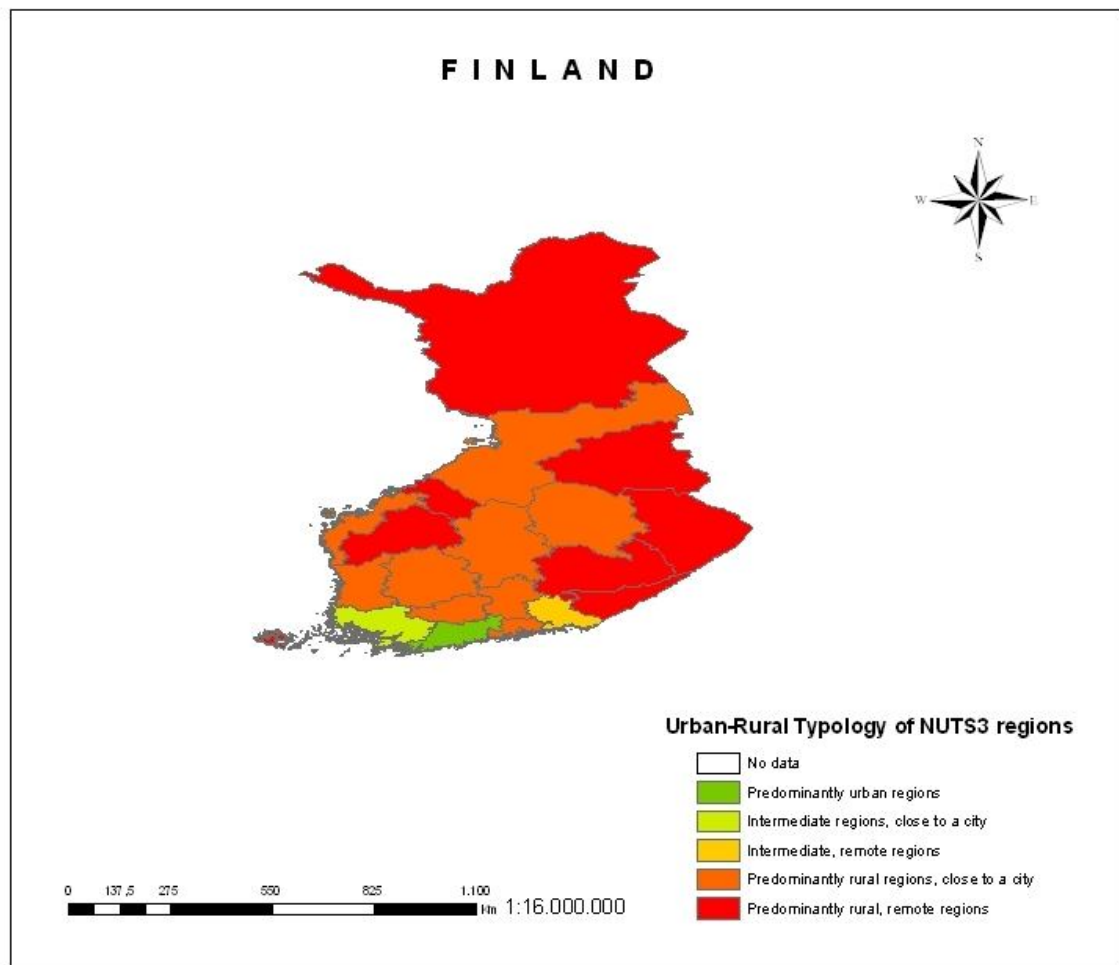 F I N L A N D
N
W E
S
Urban-Rural Typology of NUTS3 regions
No data
Predominantly urban regions
Intermediate regions, close to a city
Intermediate, remote regions
Predominantly rural regions, close to a city
Predominantly rural, remote regions
0 137,5 275 550 825 1.100
Km 1:16.000.000